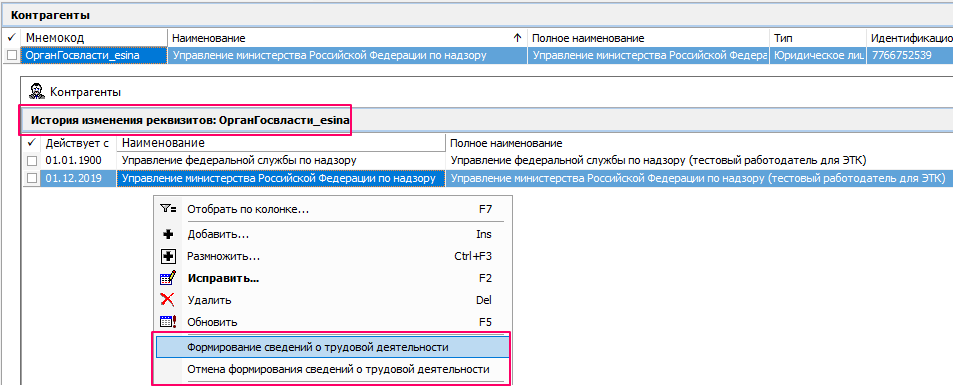 Контрагенты
Мнемокод Наименование Полное наименование Тип Идентификацио
ОрганГосвласти_esina Управление министерства Российской Федерации по надзору Управление министерства Российской Федера Юридическое лиц 7766752539
Контрагенты
История изменения реквизитов: ОрганГосвласти_esina
Действует с Наименование Полное наименование
01.01.1900 Управление федеральной службы по надзору Управление федеральной службы по надзору (тестовый работодатель для ЭТК)
01.12.2019 Управление министерства Российской Федерации по надзору Управление министерства Российской Федерации по надзору (тестовый работодатель для ЭТК)
Отобрать по колонке... F7
Добавить... Ins
Размножить... Ctrl+F3
Исправить... F2
Удалить Del
Обновить F5
Формирование сведений о трудовой деятельности
Отмена формирования сведений о трудовой деятельности